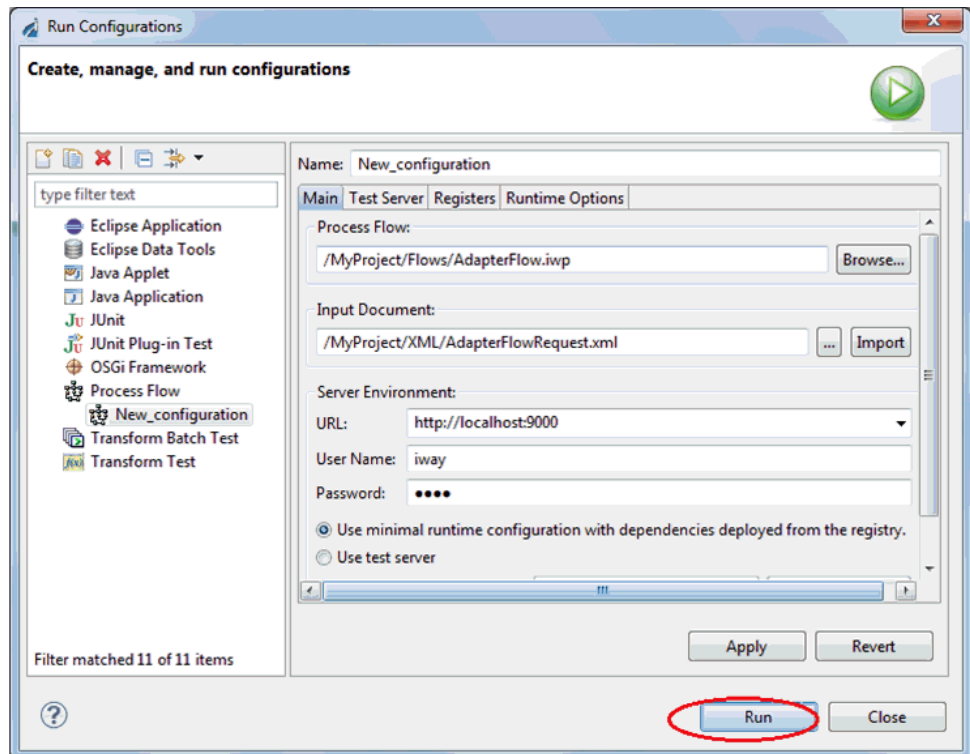 Run Configurations
Create, manage, and run configurations
type filter text
Eclipse Application
Eclipse Data Tools
Java Applet
Java Application
Ju JUnit
Jü JUnit Plug-in Test
OSGi Framework
Process Flow
New_configuration
Transform Batch Test
f(x) Transform Test
Filter matched 11 of 11 items
Name: New_configuration
Main Test Server Registers Runtime Options
Process Flow:
/MyProject/Flows/AdapterFlow.iwp Browse...
Input Document:
/MyProject/XML/AdapterFlowRequest.xml ... Import
Server Environment:
URL: http://localhost:9000
User Name: iway
Password: ●●●●
Use minimal runtime configuration with dependencies deployed from the registry.
Use test server
Apply Revert
? Run Close